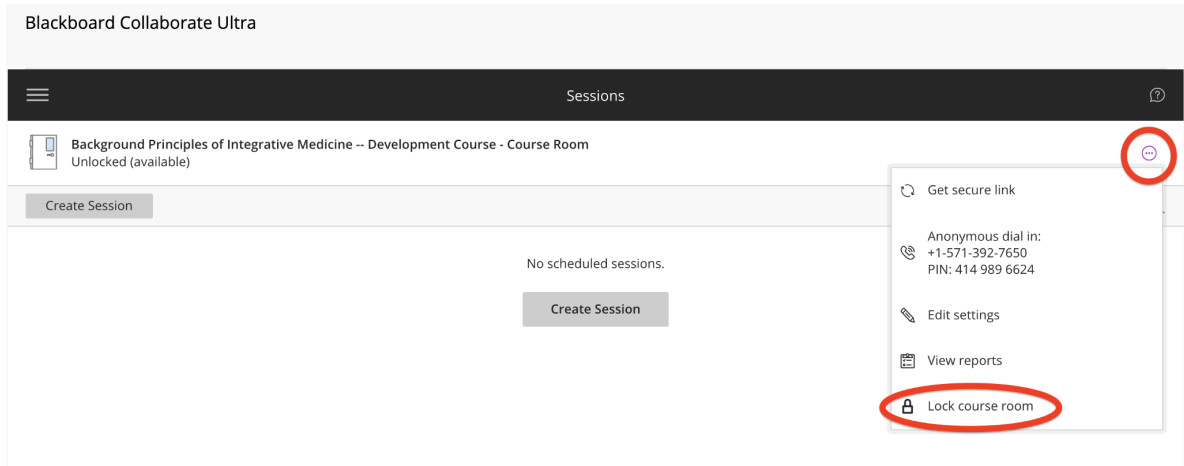 Blackboard Collaborate Ultra
Sessions
Background Principles of Integrative Medicine -- Development Course - Course Room
Unlocked (available)
Create Session
Get secure link
Anonymous dial in:
+1-571-392-7650
PIN: 414 989 6624
Edit settings
View reports
Lock course room
No scheduled sessions.
Create Session